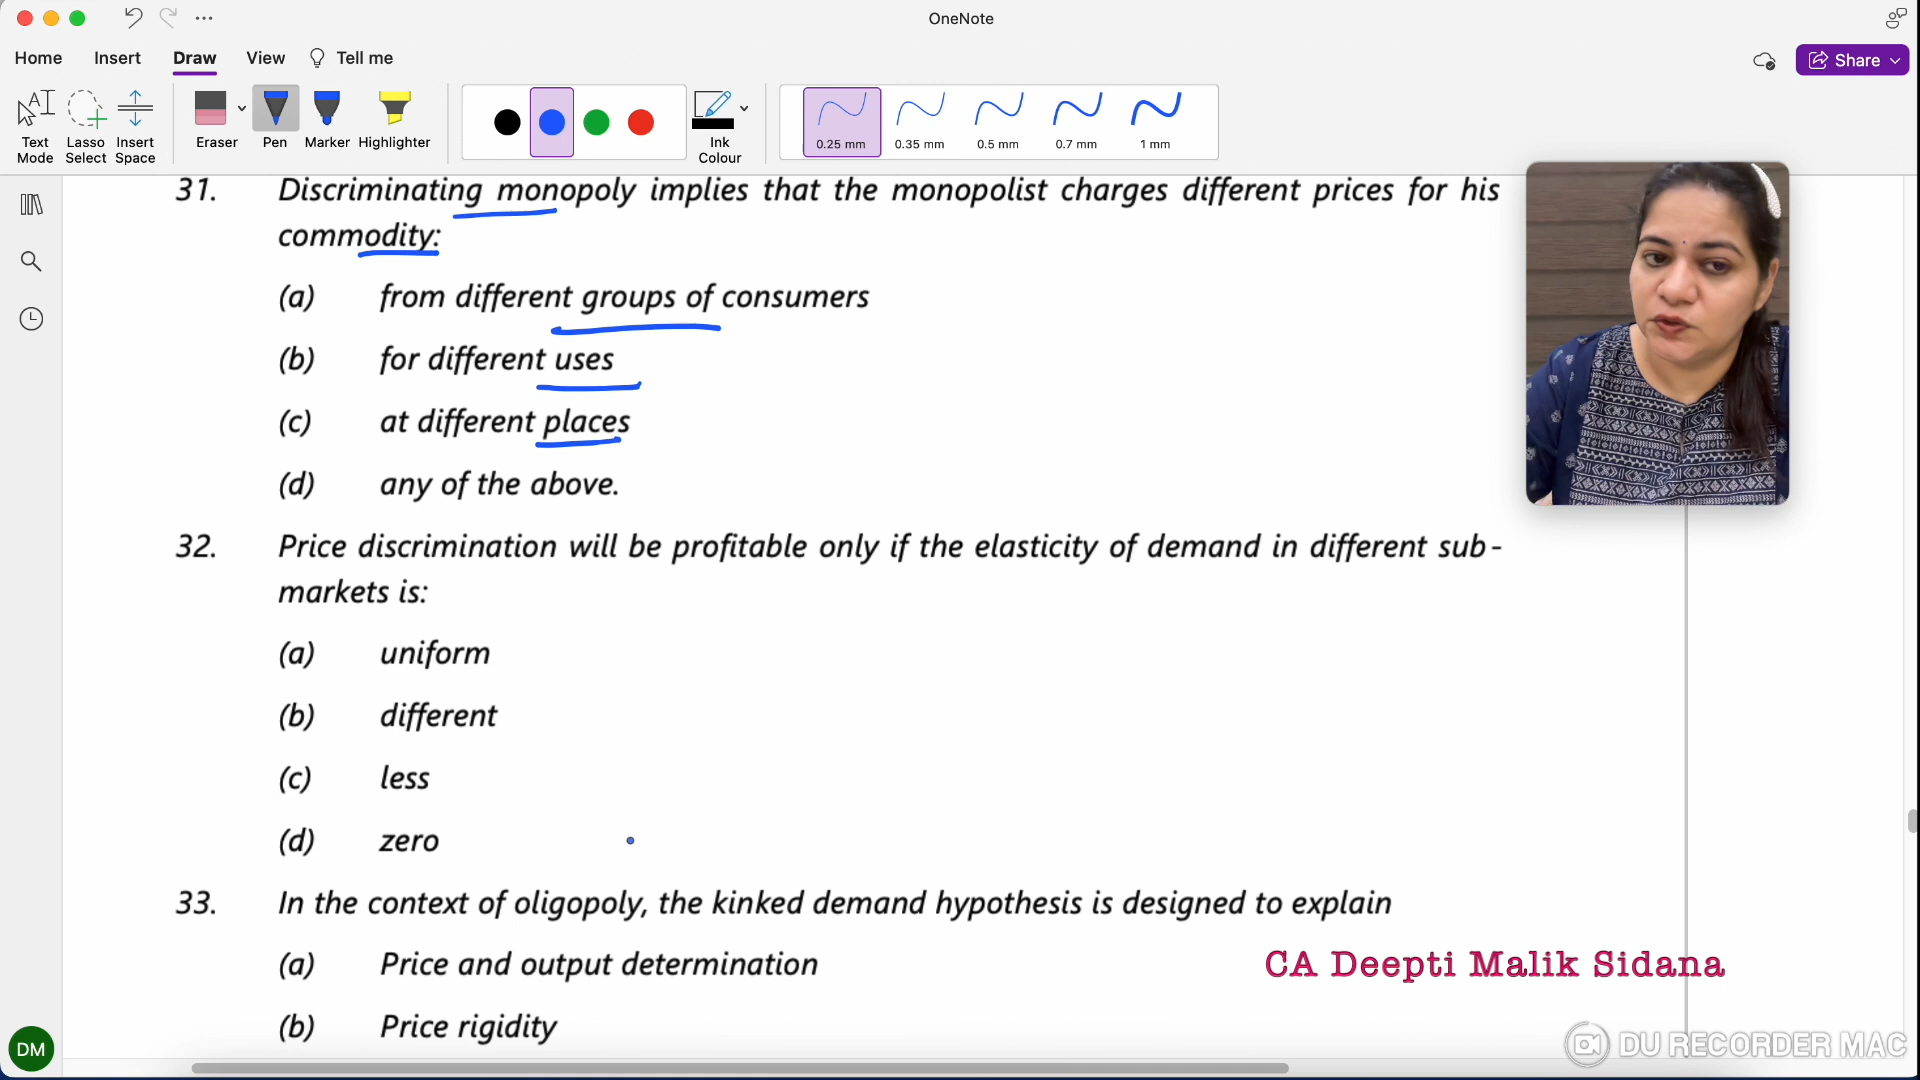 OneNote
Home Insert Draw View Tell me
Share
Text Mode
Lasso Select
Insert Space
Eraser
Pen
Marker
Highlighter
Ink Colour
0.25 mm
0.35 mm
0.5 mm
0.7 mm
1 mm
31. Discriminating monopoly implies that the monopolist charges different prices for his
commodity:
(a) from different groups of consumers
(b) for different uses
(c) at different places
(d) any of the above.
32. Price discrimination will be profitable only if the elasticity of demand in different sub-
markets is:
(a) uniform
(b) different
(c) less
(d) zero
33. In the context of oligopoly, the kinked demand hypothesis is designed to explain
(a) Price and output determination
CA Deepti Malik Sidana
(b) Price rigidity
DM
DU RECORDER MAC